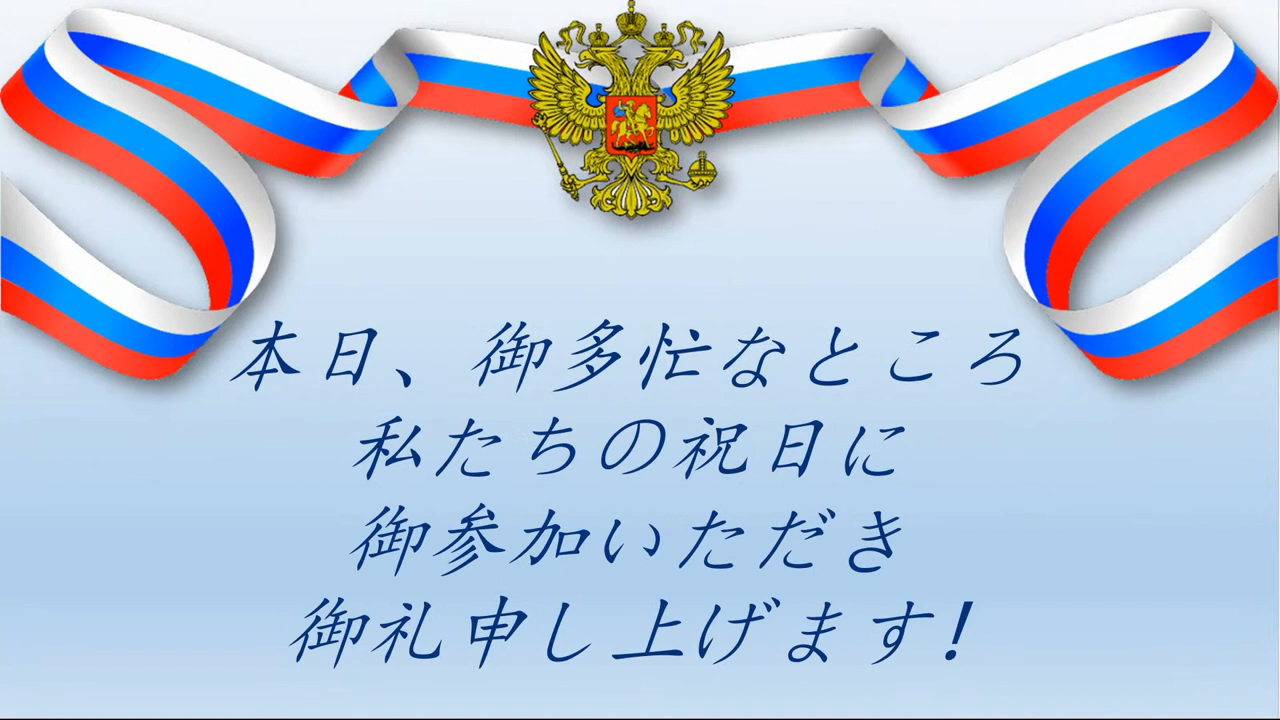 本日、御多忙なところ
私たちの祝日に
御参加いただき
御礼申し上げます!